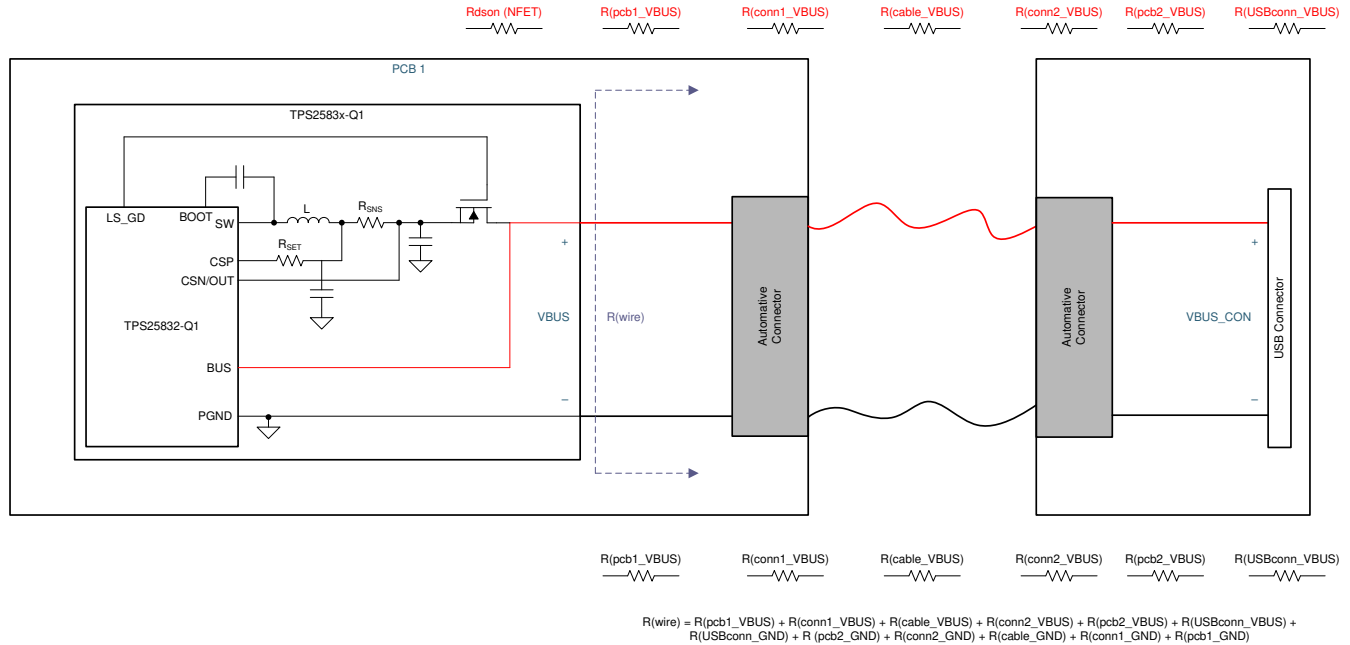 Rdson (NFET) R(pcb1_VBUS) R(conn1_VBUS) R(cable_VBUS) R(conn2_VBUS) R(pcb2_VBUS) R(USBconn_VBUS)
PCB 1
TPS2583x-Q1
LS_GD
BOOT
SW
L
RSNS
CSP
RSET
CSN/OUT
TPS25832-Q1
BUS
PGND
+
VBUS
–
R(wire)
Automative
Connector
Automative
Connector
+
VBUS_CON
–
USB Connector
R(pcb1_VBUS) R(conn1_VBUS) R(cable_VBUS) R(conn2_VBUS) R(pcb2_VBUS) R(USBconn_VBUS)
R(wire) = R(pcb1_VBUS) + R(conn1_VBUS) + R(cable_VBUS) + R(conn2_VBUS) + R(pcb2_VBUS) + R(USBconn_VBUS) +
R(USBconn_GND) + R (pcb2_GND) + R(conn2_GND) + R(cable_GND) + R(conn1_GND) + R(pcb1_GND)